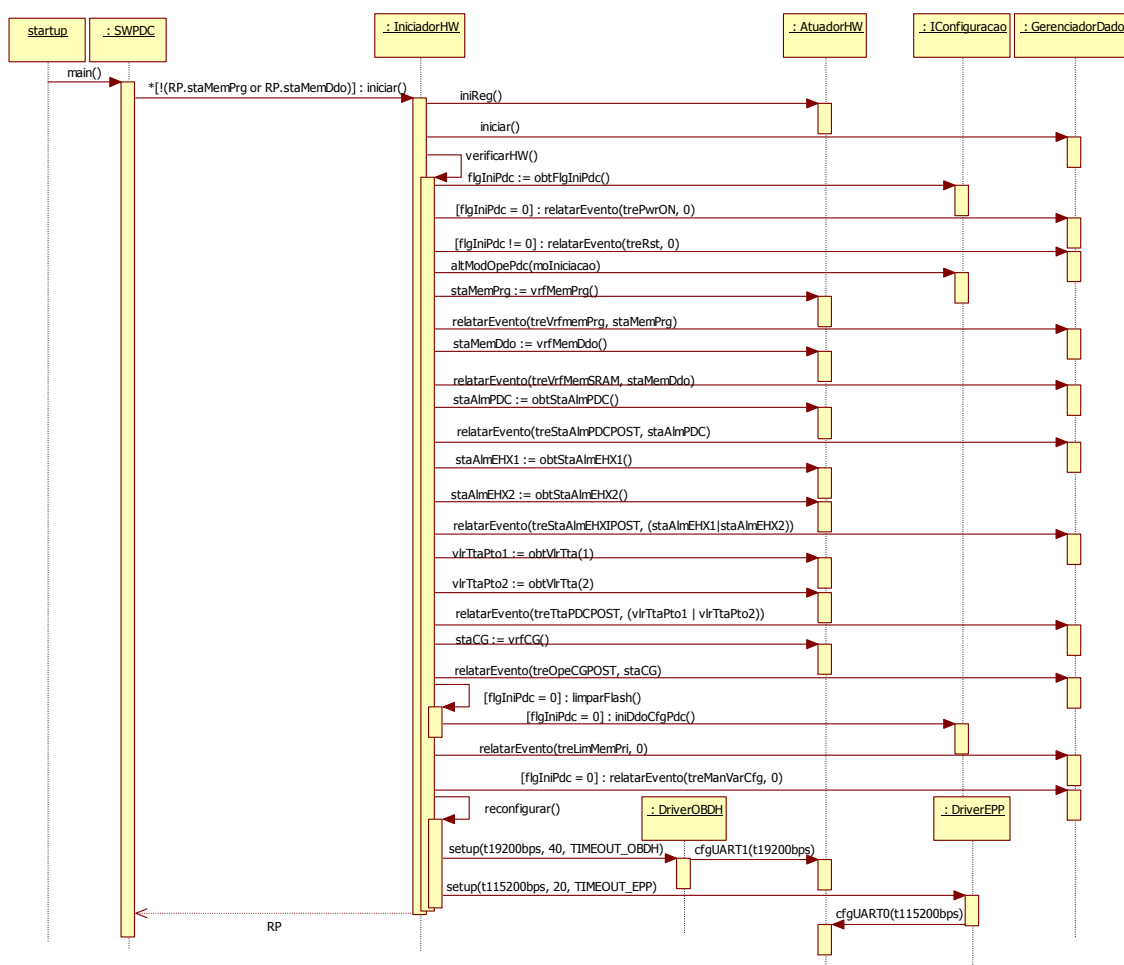 startup
: SWPDC
: IniciadorHW
: AtuadorHW
: IConfiguracao
: GerenciadorDado
main()
*[!(RP.staMemPrg or RP.staMemDdo)] : iniciar()
iniReg()
iniciar()
verificarHW()
flgIniPdc := obtFlgIniPdc()
[flgIniPdc = 0] : relatarEvento(trePwrON, 0)
[flgIniPdc != 0] : relatarEvento(treRst, 0)
altModOpePdc(moIniciacao)
staMemPrg := vrfMemPrg()
relatarEvento(treVrfmemPrg, staMemPrg)
staMemDdo := vrfMemDdo()
relatarEvento(treVrfMemSRAM, staMemDdo)
staAlmPDC := obtStaAlmPDC()
relatarEvento(treStaAlmPDCPOST, staAlmPDC)
staAlmEHX1 := obtStaAlmEHX1()
staAlmEHX2 := obtStaAlmEHX2()
relatarEvento(treStaAlmEHXIPOST, (staAlmEHX1|staAlmEHX2))
vlrTtaPto1 := obtVlrTta(1)
vlrTtaPto2 := obtVlrTta(2)
relatarEvento(treTtaPDCPOST, (vlrTtaPto1 | vlrTtaPto2))
staCG := vrfCG()
relatarEvento(treOpeCGPOST, staCG)
[flgIniPdc = 0] : limparFlash()
[flgIniPdc = 0] : iniDdoCfgPdc()
relatarEvento(treLimMemPri, 0)
[flgIniPdc = 0] : relatarEvento(treManVarCfg, 0)
reconfigurar()
: DriverOBDH
: DriverEPP
setup(t19200bps, 40, TIMEOUT_OBDH)
cfgUART1(t19200bps)
setup(t115200bps, 20, TIMEOUT_EPP)
cfgUART0(t115200bps)
RP